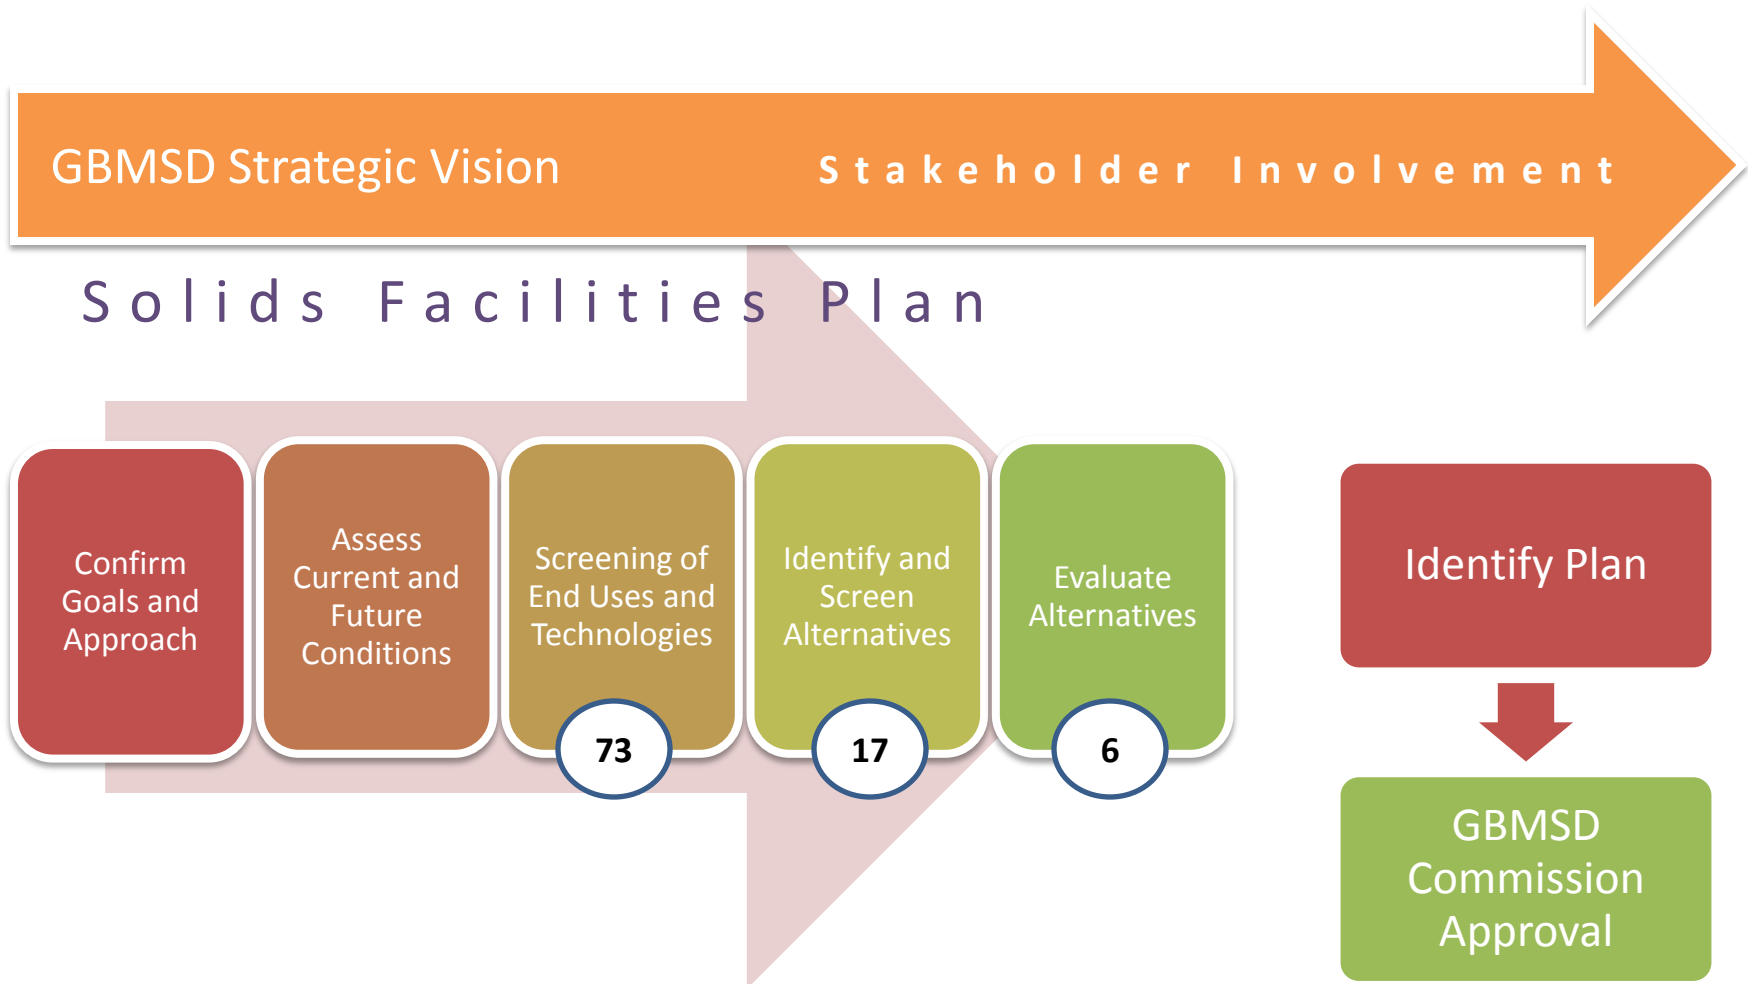 GBMSD Strategic Vision
Stakeholder Involvement
Solids Facilities Plan
Confirm
Goals and
Approach
Assess
Current and
Future
Conditions
Screening of
End Uses and
Technologies
73
Identify and
Screen
Alternatives
17
Evaluate
Alternatives
6
Identify Plan
GBMSD
Commission
Approval